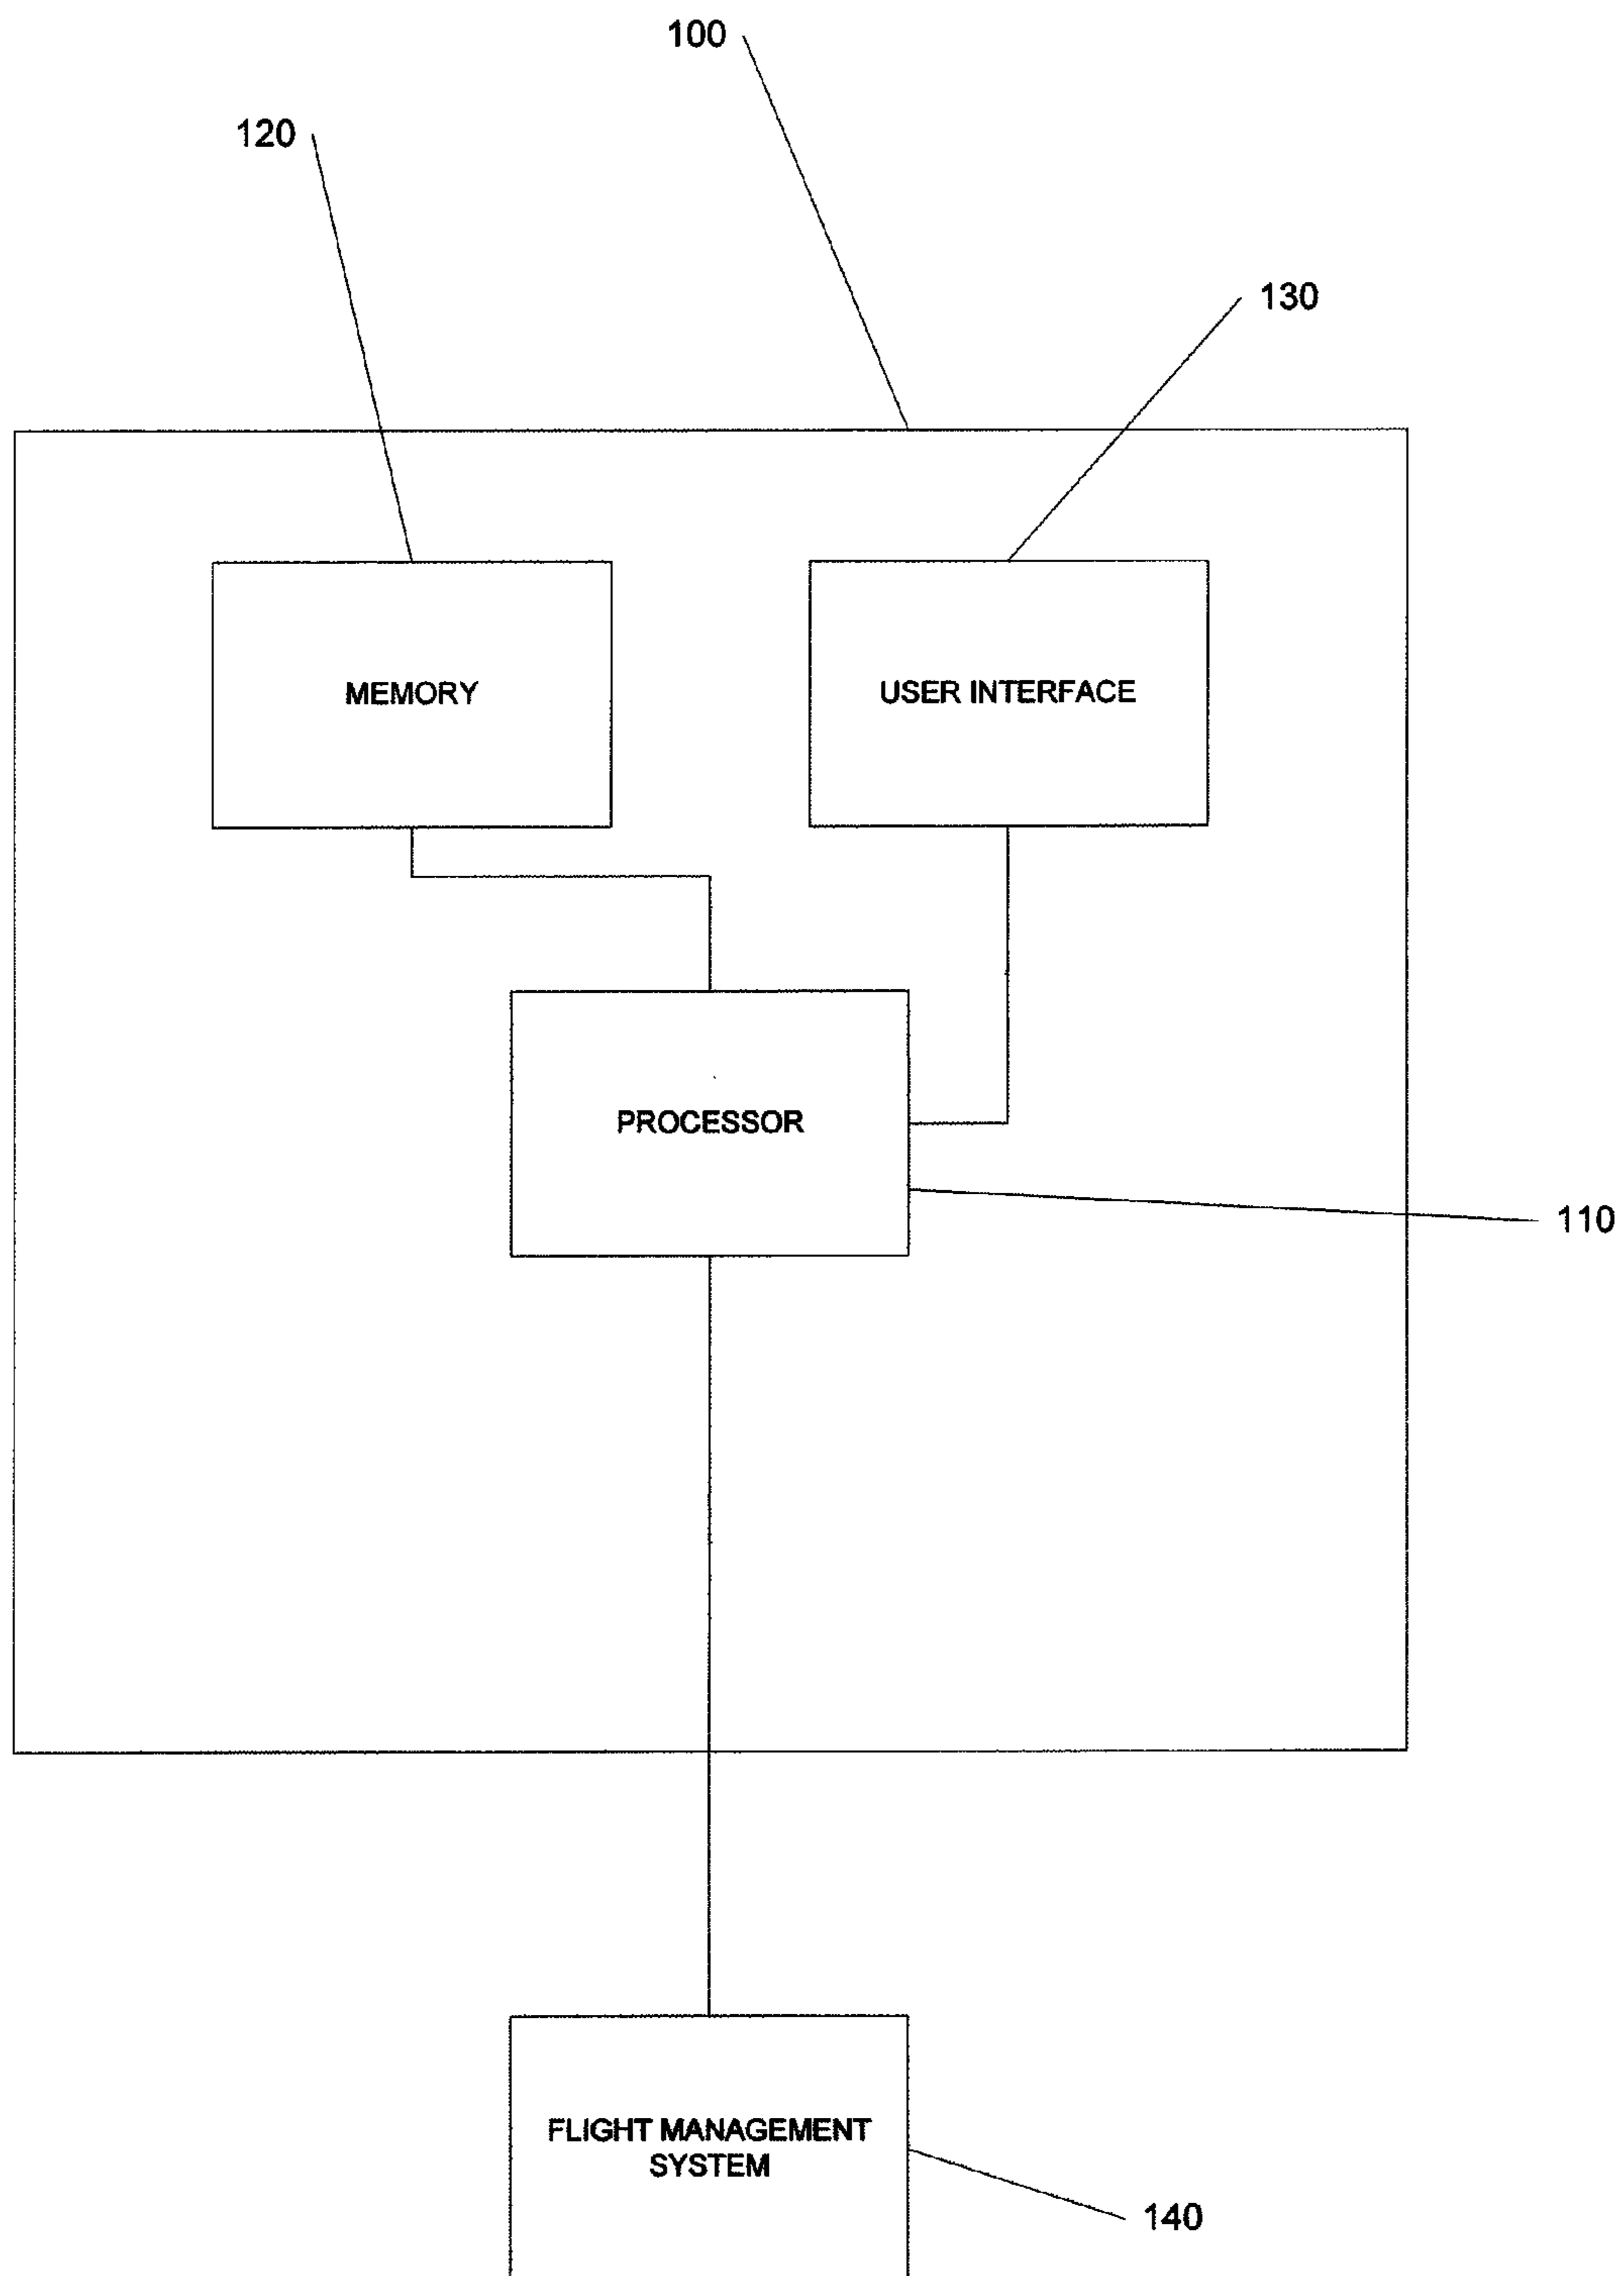 100
120
130
MEMORY
USER INTERFACE
PROCESSOR
110
FLIGHT MANAGEMENT
SYSTEM
140